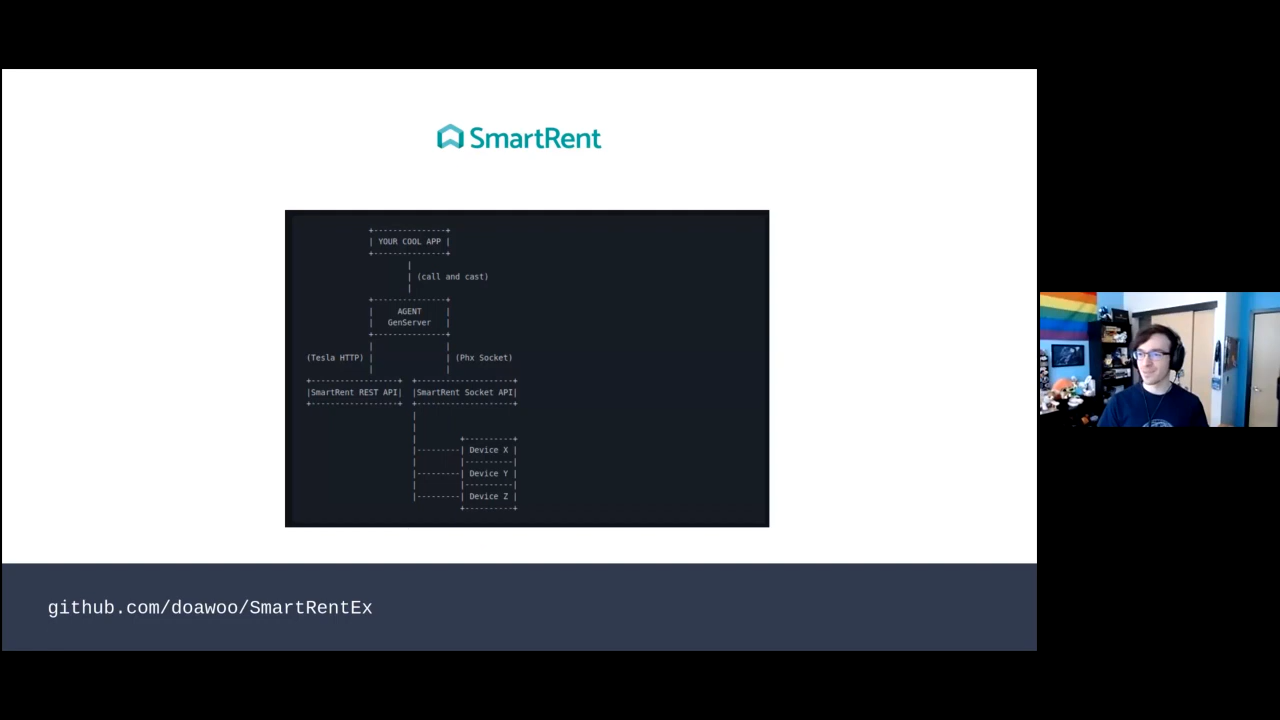 SmartRent
YOUR COOL APP
(call and cast)
AGENT
GenServer
(Tesla HTTP) (Phx Socket)
SmartRent REST API SmartRent Socket API
Device X
Device Y
Device Z
github.com/doawoo/SmartRentEx